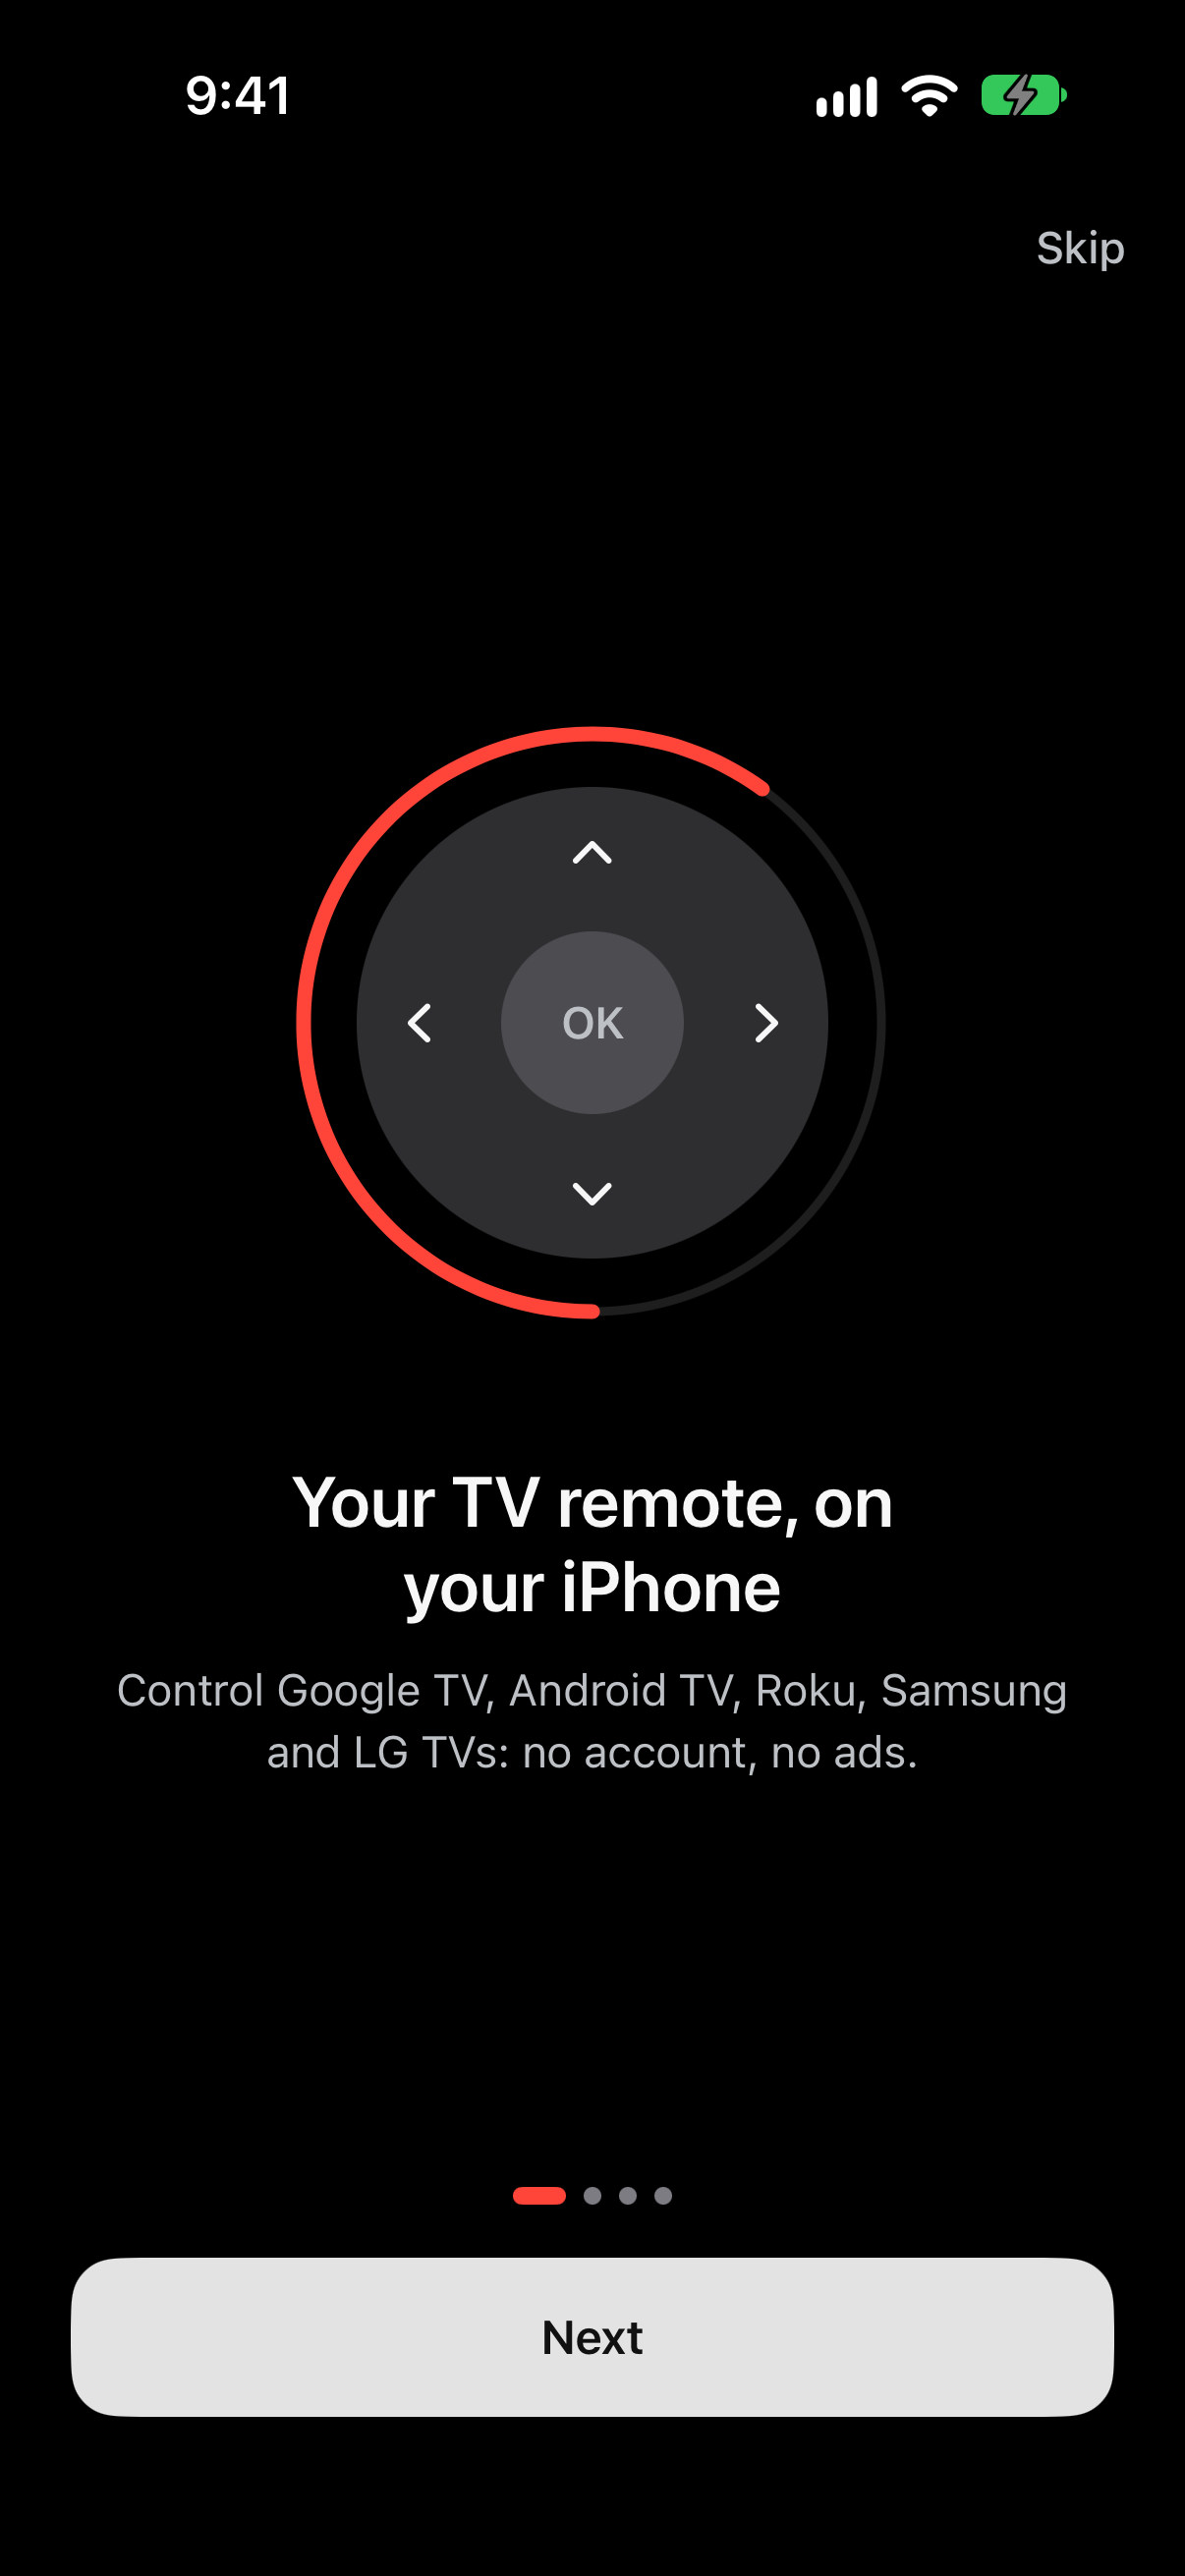 9:41
Skip
OK
Your TV remote, on
your iPhone
Control Google TV, Android TV, Roku, Samsung
and LG TVs: no account, no ads.
Next